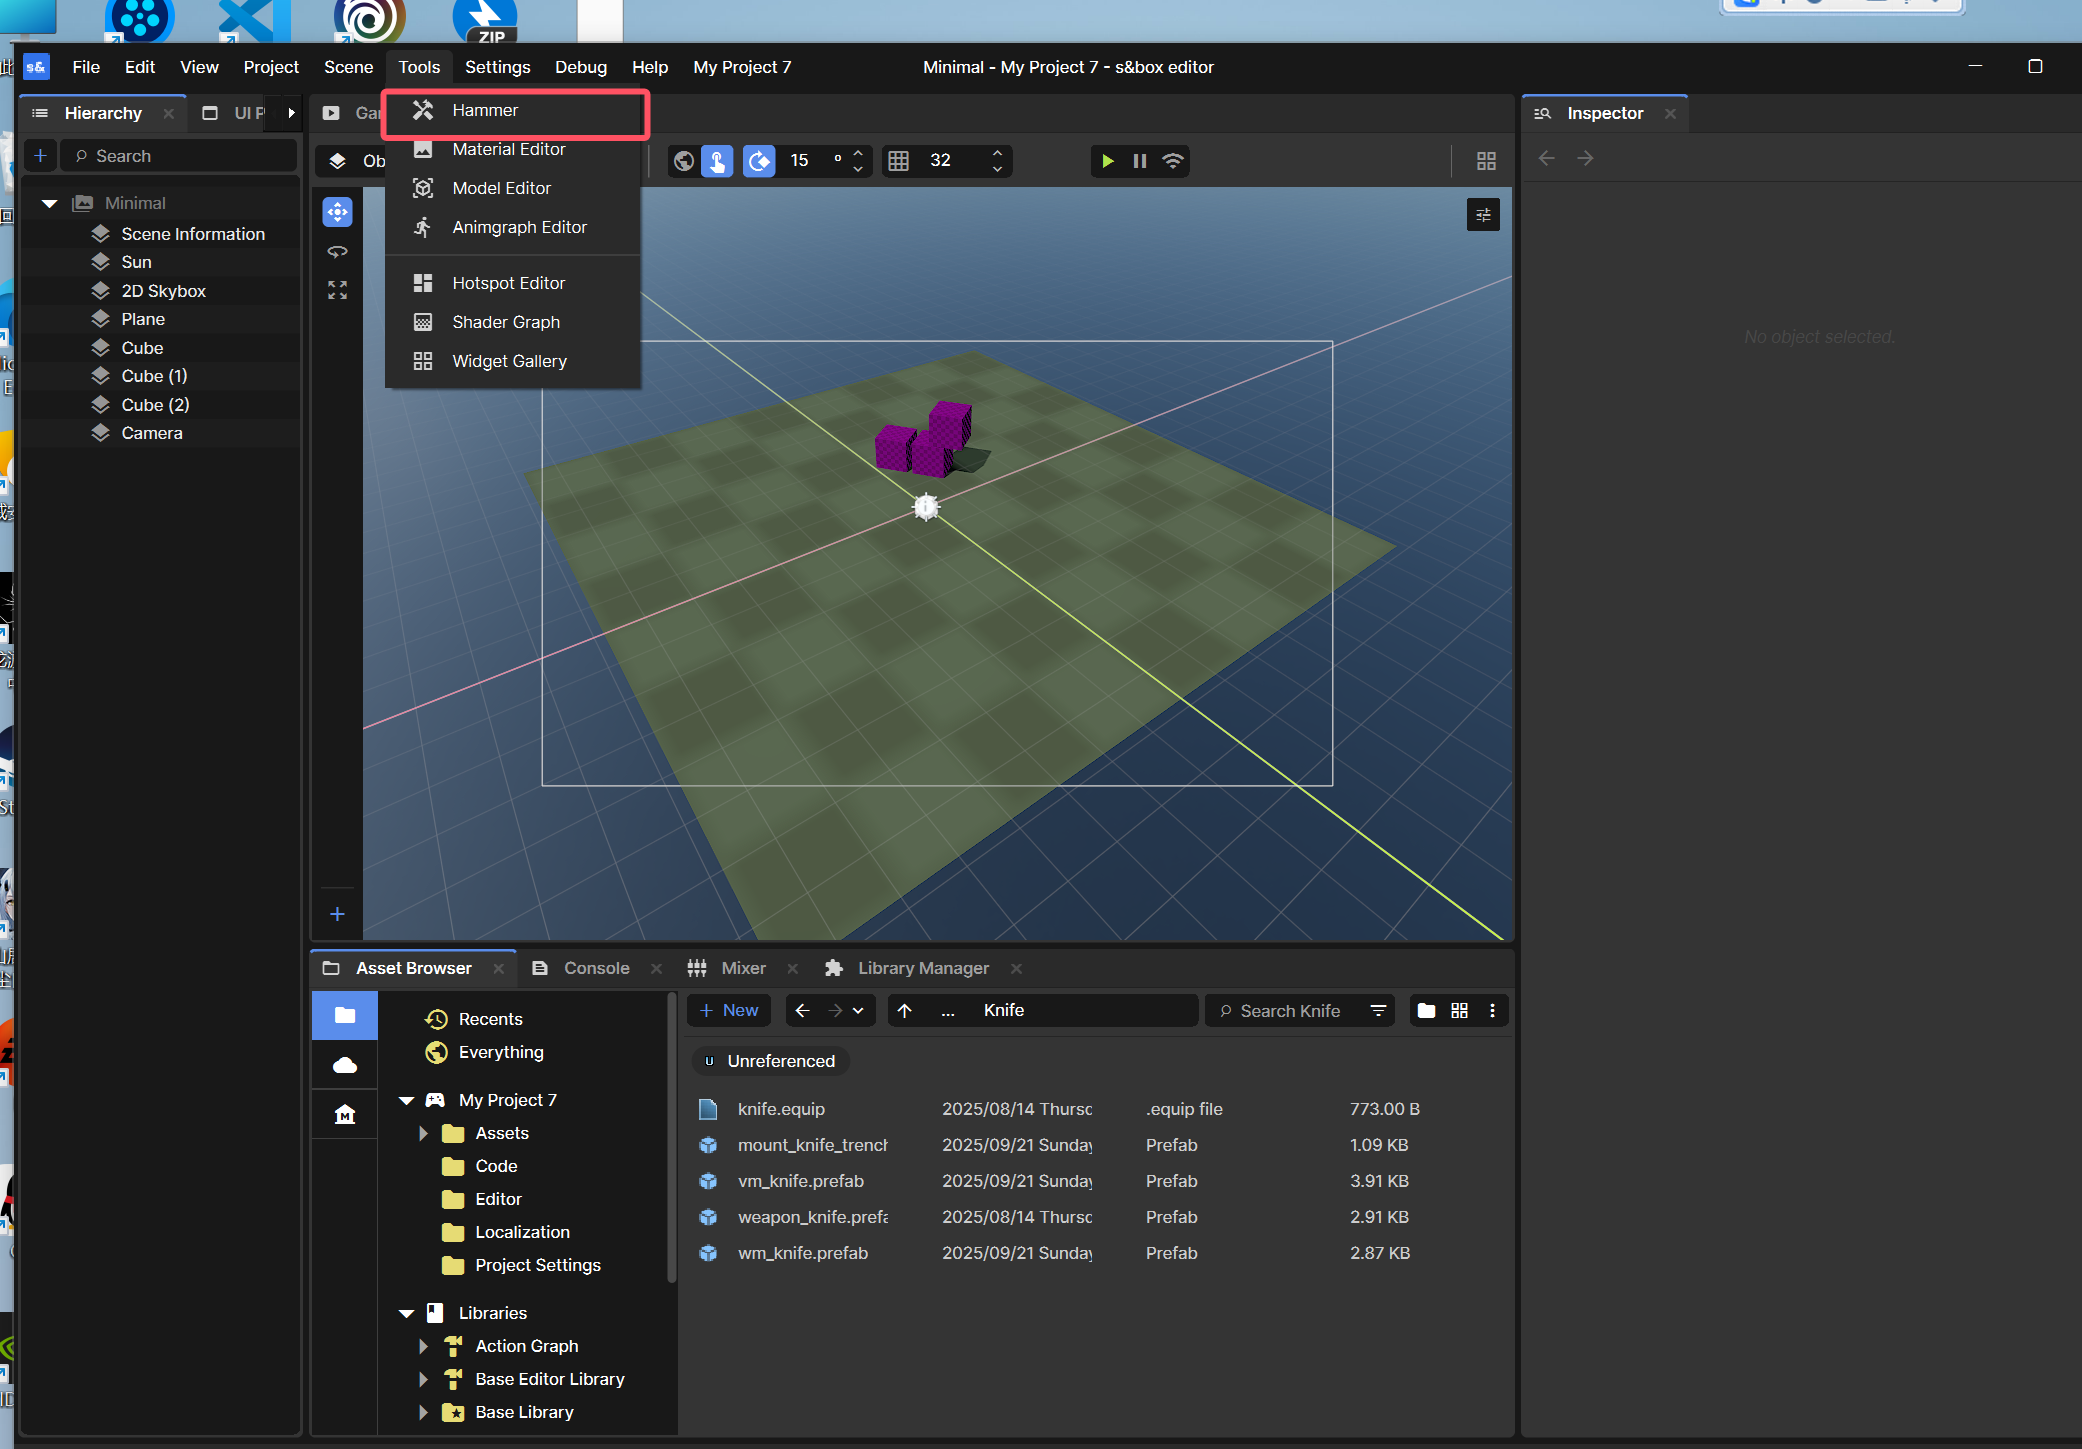 ZIP
s& File Edit View Project Scene Tools Settings Debug Help My Project 7 Minimal - My Project 7 - s&box editor
Hierarchy
UI P
Search
Minimal
Scene Information
Sun
2D Skybox
Plane
Cube
Cube (1)
Cube (2)
Camera
Gar
Ob
15 °
32
Hammer
Material Editor
Model Editor
Animgraph Editor
Hotspot Editor
Shader Graph
Widget Gallery
Inspector
No object selected.
Asset Browser
Console
Mixer
Library Manager
Recents
Everything
My Project 7
Assets
Code
Editor
Localization
Project Settings
Libraries
Action Graph
Base Editor Library
Base Library
M
+ New
... Knife
Search Knife
U Unreferenced
knife.equip 2025/08/14 Thursd .equip file 773.00 B
mount_knife_trench 2025/09/21 Sunday Prefab 1.09 KB
vm_knife.prefab 2025/09/21 Sunday Prefab 3.91 KB
weapon_knife.prefa 2025/08/14 Thursd Prefab 2.91 KB
wm_knife.prefab 2025/09/21 Sunday Prefab 2.87 KB